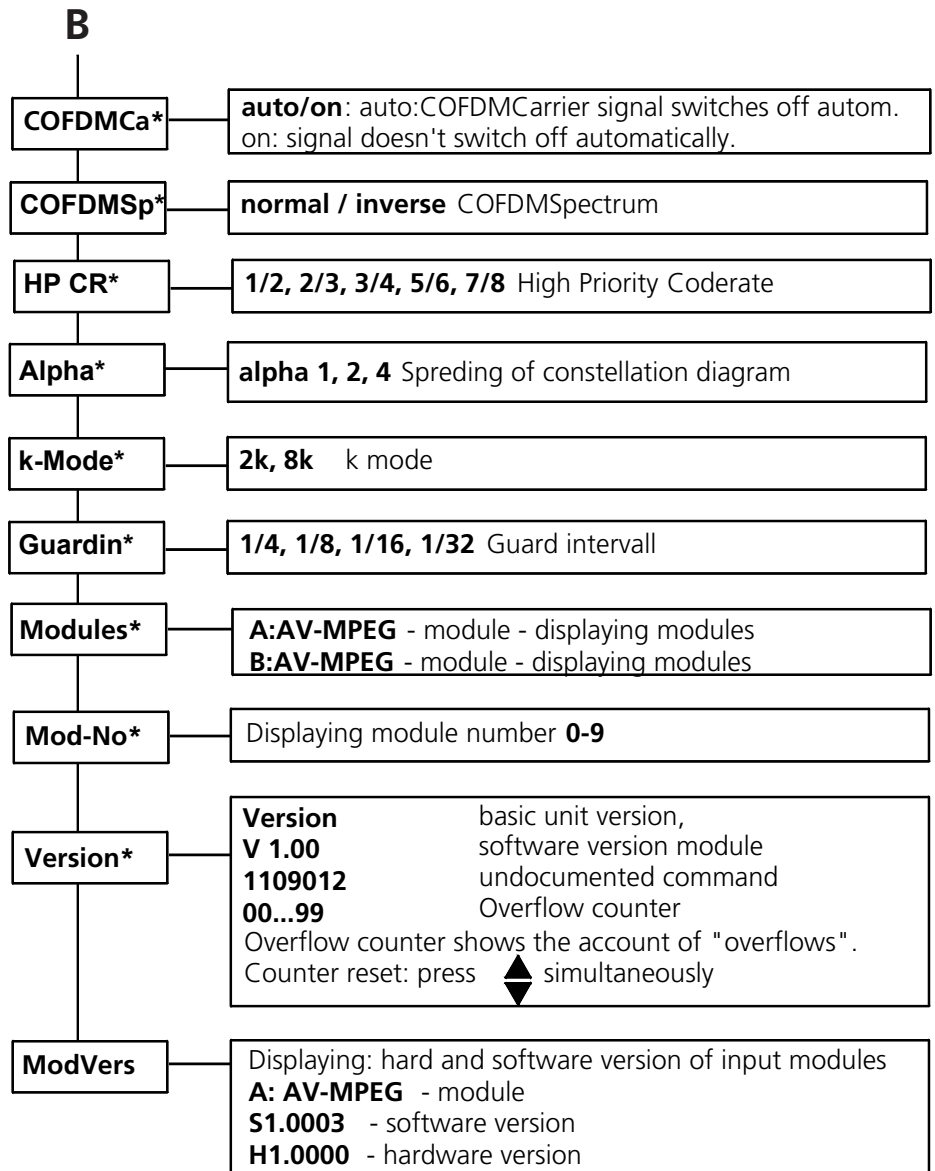 B
COFDMCa*
auto/on: auto:COFDMCarrier signal switches off autom.
on: signal doesn't switch off automatically.
COFDMSp*
normal / inverse COFDMSpectrum
HP CR*
1/2, 2/3, 3/4, 5/6, 7/8 High Priority Coderate
Alpha*
alpha 1, 2, 4 Spreding of constellation diagram
k-Mode*
2k, 8k k mode
Guardin*
1/4, 1/8, 1/16, 1/32 Guard intervall
Modules*
A:AV-MPEG - module - displaying modules
B:AV-MPEG - module - displaying modules
Mod-No*
Displaying module number 0-9
Version*
Version basic unit version,
V 1.00 software version module
1109012 undocumented command
00...99 Overflow counter
Overflow counter shows the account of "overflows".
Counter reset: press ▲▼ simultaneously
ModVers
Displaying: hard and software version of input modules
A: AV-MPEG - module
S1.0003 - software version
H1.0000 - hardware version